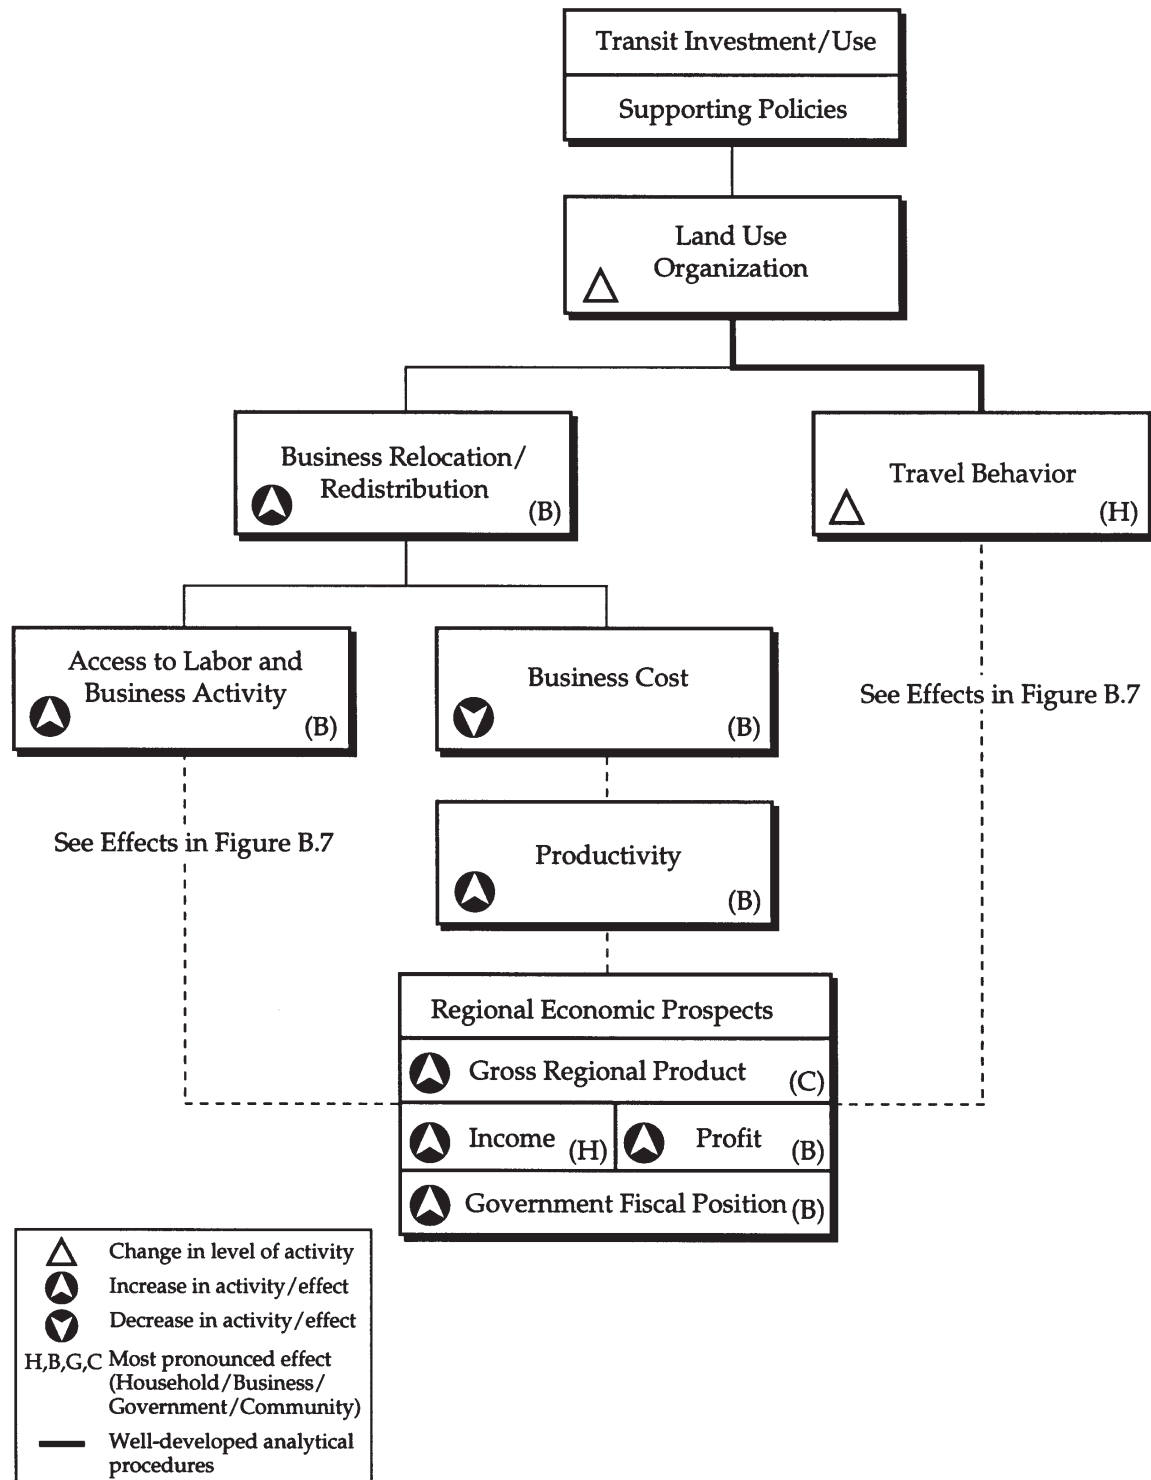 Transit Investment/Use
Supporting Policies
Land Use
Organization
Business Relocation/
Redistribution
(B)
Travel Behavior
(H)
Access to Labor and
Business Activity
(B)
Business Cost
(B)
See Effects in Figure B.7
See Effects in Figure B.7
Productivity
(B)
Regional Economic Prospects
Gross Regional Product (C)
Income (H)
Profit (B)
Government Fiscal Position (B)
Change in level of activity
Increase in activity/effect
Decrease in activity/effect
H,B,G,C Most pronounced effect
(Household/Business/
Government/Community)
Well-developed analytical
procedures